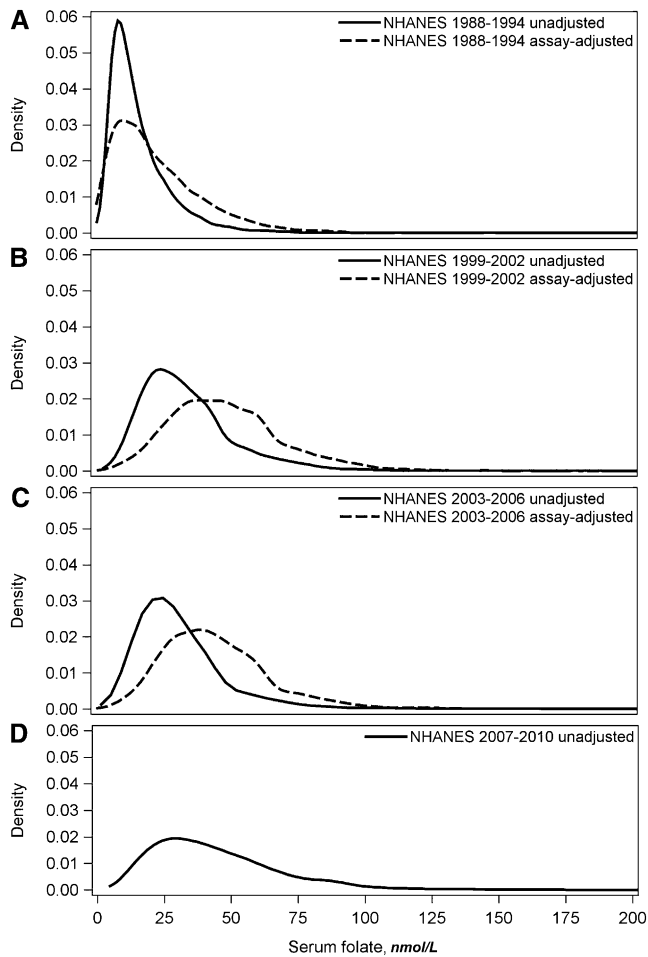 A
0.06
0.05
0.04
0.03
0.02
0.01
0.00
Density
NHANES 1988-1994 unadjusted
NHANES 1988-1994 assay-adjusted
B
0.06
0.05
0.04
0.03
0.02
0.01
0.00
Density
NHANES 1999-2002 unadjusted
NHANES 1999-2002 assay-adjusted
C
0.06
0.05
0.04
0.03
0.02
0.01
0.00
Density
NHANES 2003-2006 unadjusted
NHANES 2003-2006 assay-adjusted
D
0.06
0.05
0.04
0.03
0.02
0.01
0.00
Density
NHANES 2007-2010 unadjusted
0 25 50 75 100 125 150 175 200
Serum folate, nmol/L